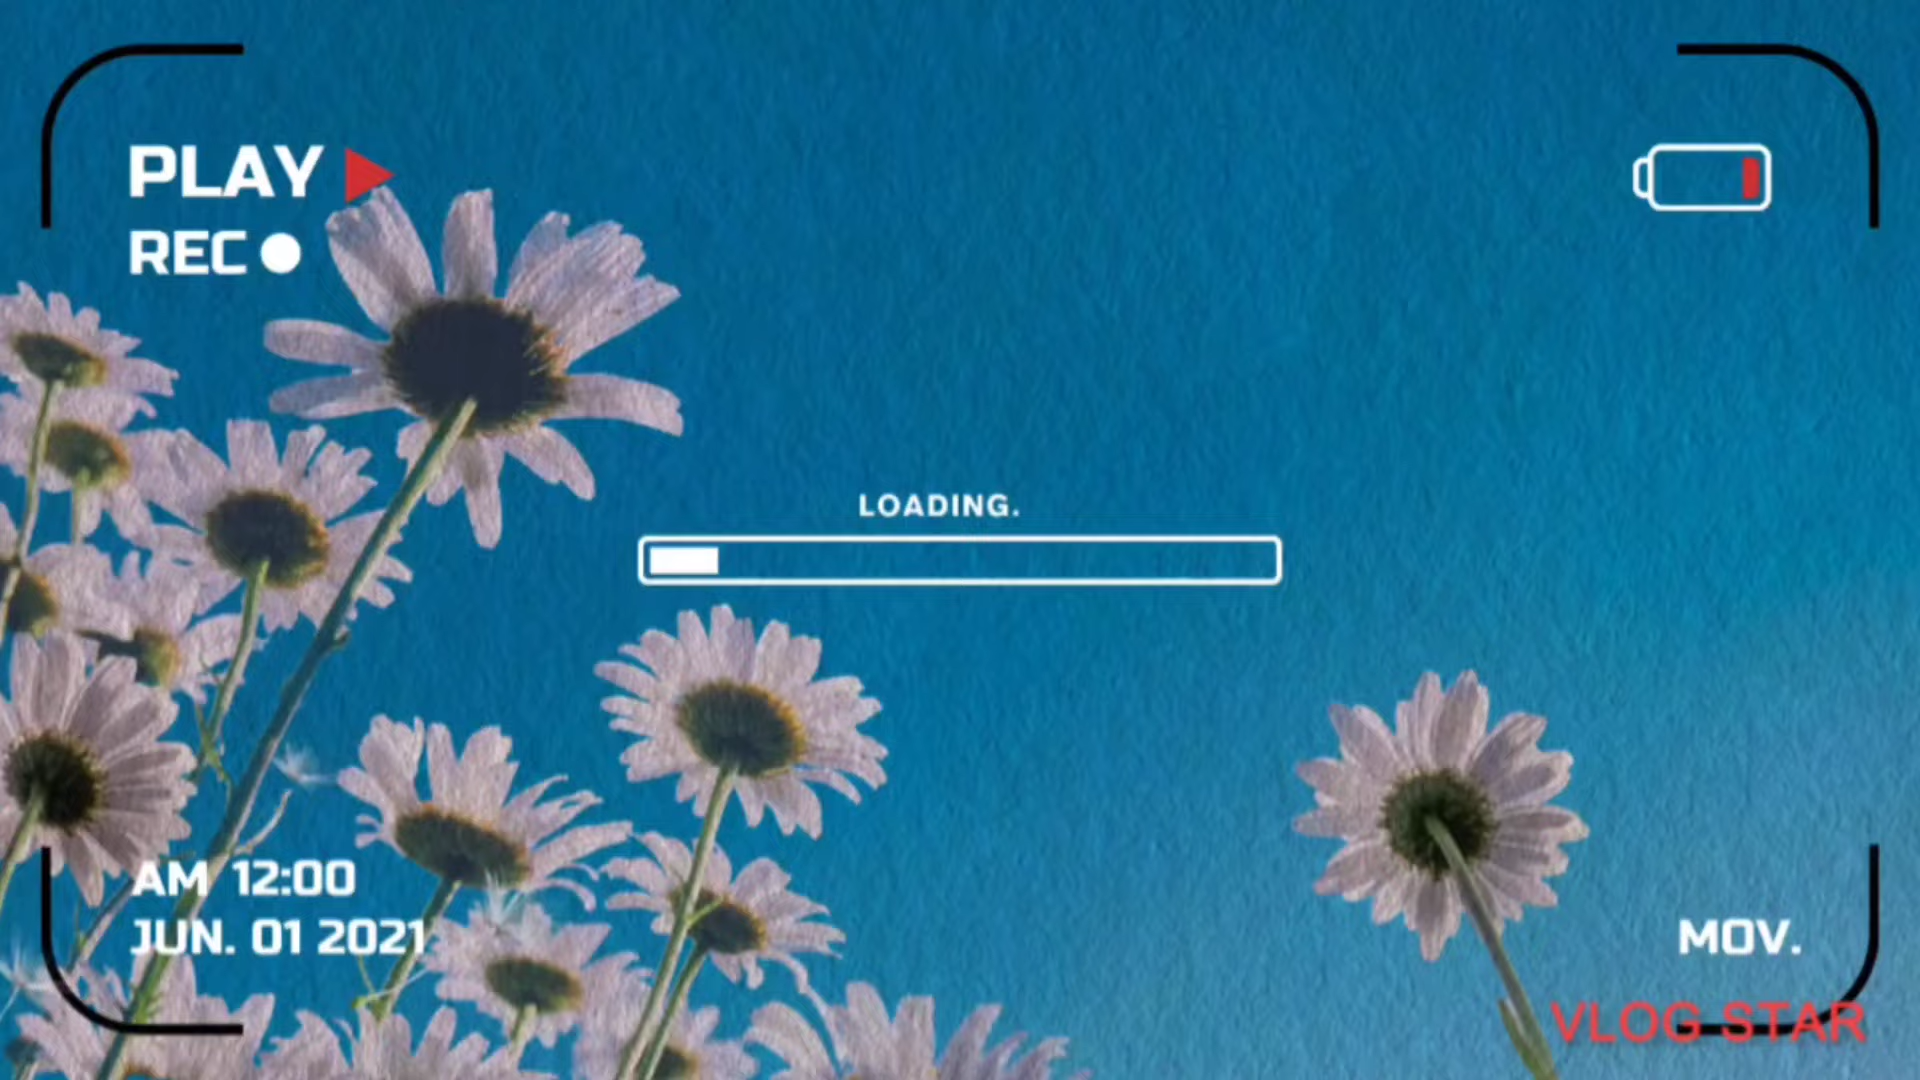 PLAY
REC
LOADING.
AM 12:00
JUN. 01 2021
MOV.
VLOG STAR